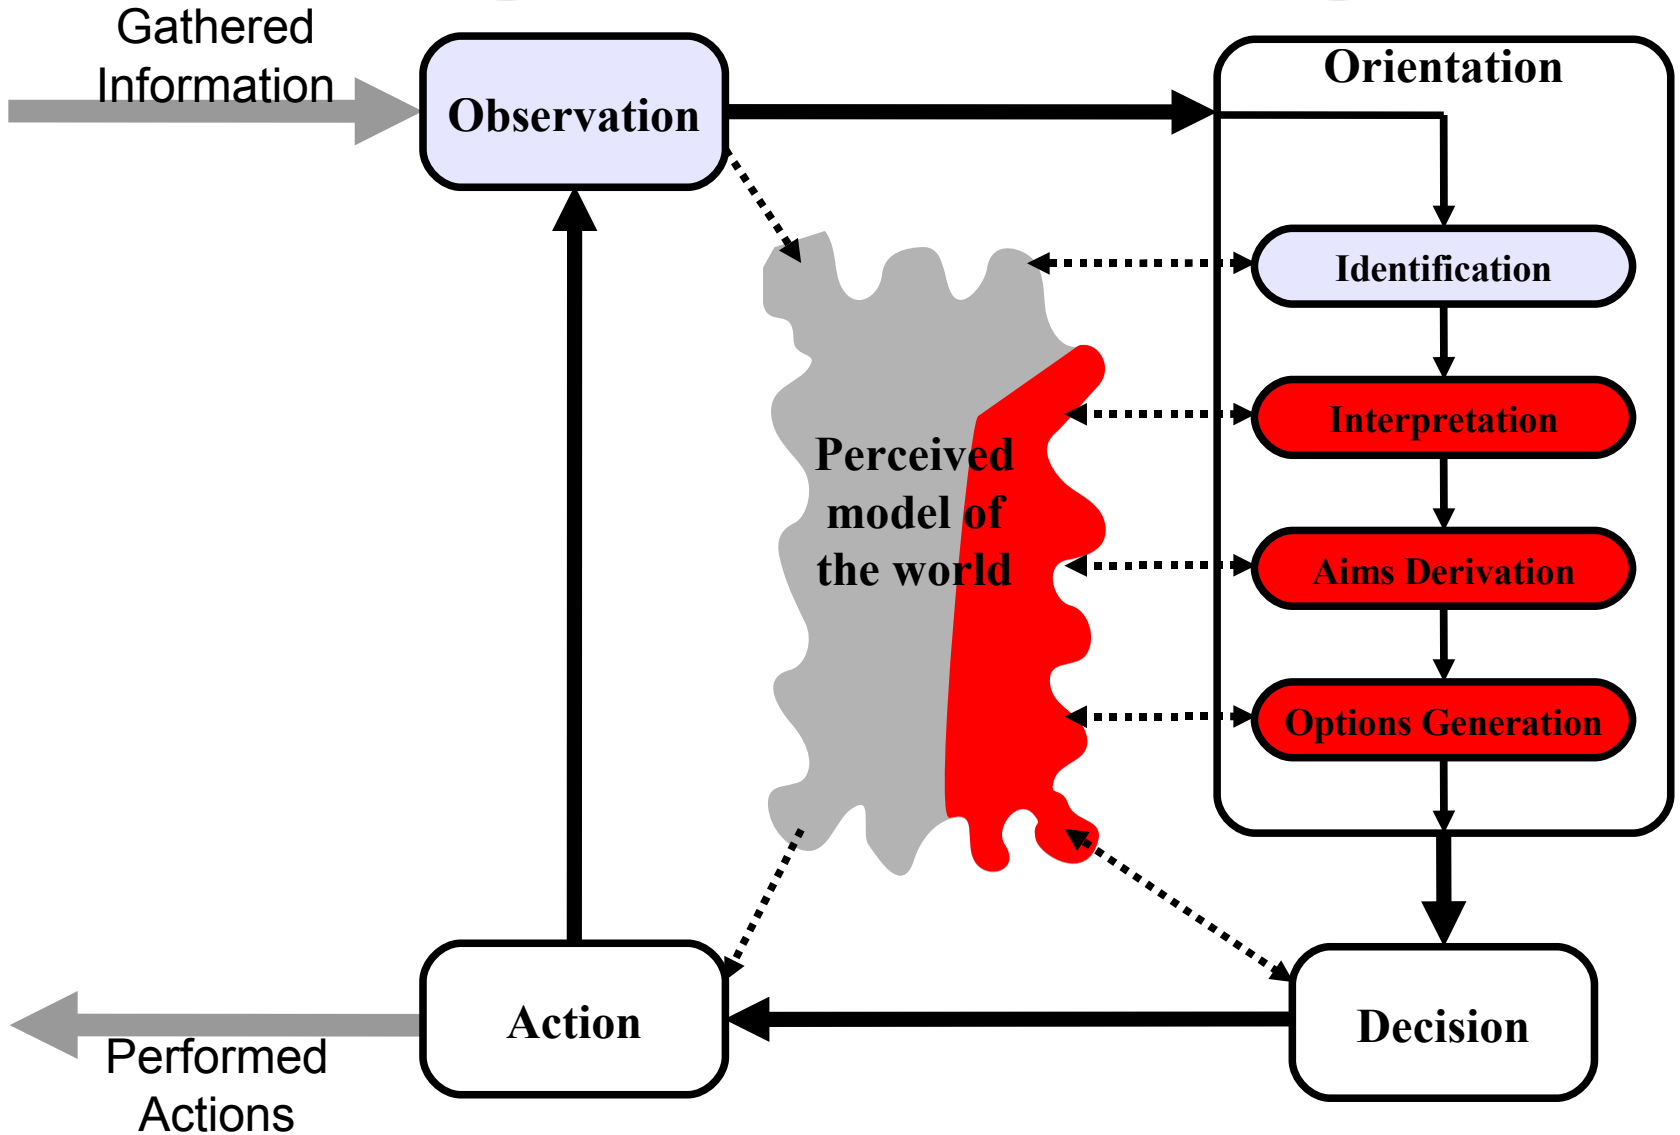 Gathered
Information
Observation
Orientation
Identification
Interpretation
Aims Derivation
Options Generation
Perceived
model of
the world
Action
Decision
Performed
Actions